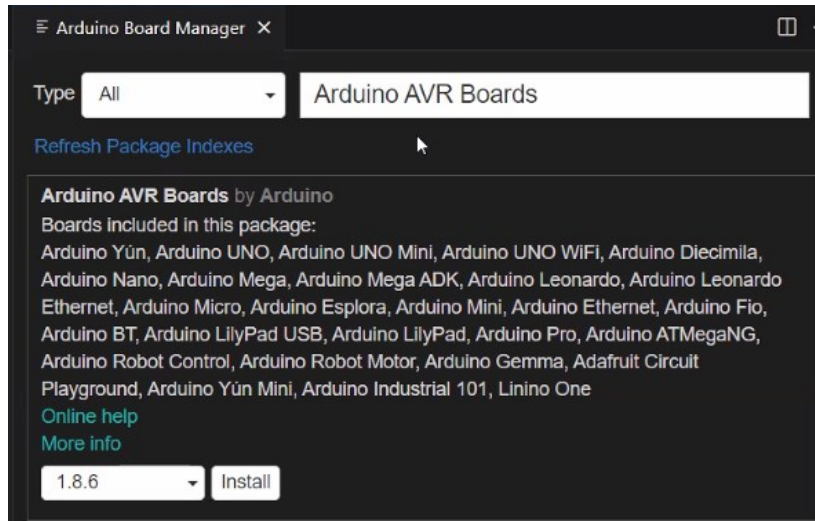 Arduino Board Manager
Type All Arduino AVR Boards
Refresh Package Indexes
Arduino AVR Boards by Arduino
Boards included in this package:
Arduino Yún, Arduino UNO, Arduino UNO Mini, Arduino UNO WiFi, Arduino Diecimila,
Arduino Nano, Arduino Mega, Arduino Mega ADK, Arduino Leonardo, Arduino Leonardo
Ethernet, Arduino Micro, Arduino Esplora, Arduino Mini, Arduino Ethernet, Arduino Fio,
Arduino BT, Arduino LilyPad USB, Arduino LilyPad, Arduino Pro, Arduino ATMegaNG,
Arduino Robot Control, Arduino Robot Motor, Arduino Gemma, Adafruit Circuit
Playground, Arduino Yún Mini, Arduino Industrial 101, Linino One
Online help
More info
1.8.6 Install